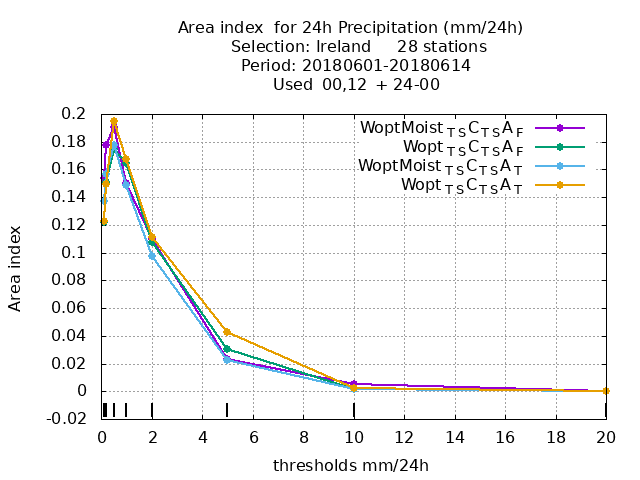 Area index  for 24h Precipitation (mm/24h)
Selection: Ireland     28 stations
Period: 20180601-20180614
Used  00,12  + 24-00
WoptMoist TS C TS A F
Wopt TS C TS A F
WoptMoist TS C TS A T
Wopt TS C TS A T
0.2
0.18
0.16
0.14
0.12
0.1
0.08
0.06
0.04
0.02
0
-0.02
Area index
0 2 4 6 8 10 12 14 16 18 20
thresholds mm/24h